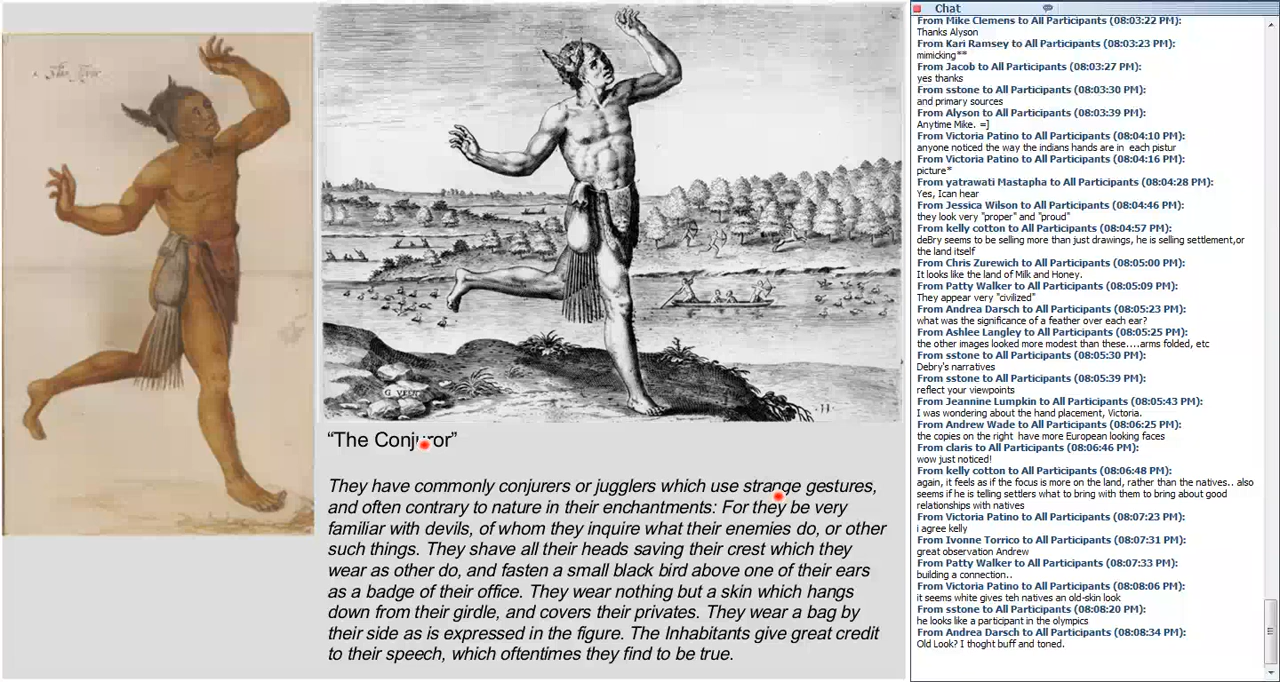 "The Conjuror"
They have commonly conjurers or jugglers which use strange gestures,
and often contrary to nature in their enchantments: For they be very
familiar with devils, of whom they inquire what their enemies do, or other
such things. They shave all their heads saving their crest which they
wear as other do, and fasten a small black bird above one of their ears
as a badge of their office. They wear nothing but a skin which hangs
down from their girdle, and covers their privates. They wear a bag by
their side as is expressed in the figure. The Inhabitants give great credit
to their speech, which oftentimes they find to be true.
Chat
From Mike Clemens to All Participants (08:03:22 PM):
Thanks Alyson
From Kari Ramsey to All Participants (08:03:23 PM):
mimicking**
From Jacob to All Participants (08:03:27 PM):
yes thanks
From sstone to All Participants (08:03:30 PM):
and primary sources
From Alyson to All Participants (08:03:39 PM):
Anytime Mike. =]
From Victoria Patino to All Participants (08:04:10 PM):
anyone noticed the way the indians hands are in each pistur
From Victoria Patino to All Participants (08:04:16 PM):
picture*
From yatrawati Mastapha to All Participants (08:04:28 PM):
Yes, Ican hear
From Jessica Wilson to All Participants (08:04:46 PM):
they look very "proper" and "proud"
From kelly cotton to All Participants (08:04:57 PM):
deBry seems to be selling more than just drawings, he is selling settlement,or
the land itself
From Chris Zurewich to All Participants (08:05:00 PM):
It looks like the land of Milk and Honey.
From Patty Walker to All Participants (08:05:09 PM):
They appear very "civilized"
From Andrea Darsch to All Participants (08:05:23 PM):
what was the significance of a feather over each ear?
From Ashlee Langley to All Participants (08:05:25 PM):
the other images looked more modest than these....arms folded, etc
From sstone to All Participants (08:05:30 PM):
Debry's narratives
From sstone to All Participants (08:05:39 PM):
reflect your viewpoints
From Jeannine Lumpkin to All Participants (08:05:43 PM):
I was wondering about the hand placement, Victoria.
From Andrew Wade to All Participants (08:06:25 PM):
the copies on the right have more European looking faces
From claris to All Participants (08:06:46 PM):
wow just noticed!
From kelly cotton to All Participants (08:06:48 PM):
again, it feels as if the focus is more on the land, rather than the natives.. also
seems if he is telling settlers what to bring with them to bring about good
relationships with natives
From Victoria Patino to All Participants (08:07:23 PM):
i agree kelly
From Ivonne Torrico to All Participants (08:07:31 PM):
great observation Andrew
From Patty Walker to All Participants (08:07:33 PM):
building a connection..
From Victoria Patino to All Participants (08:08:06 PM):
it seems white gives teh natives an old-skin look
From sstone to All Participants (08:08:20 PM):
he looks like a participant in the olympics
From Andrea Darsch to All Participants (08:08:34 PM):
Old Look? I thoght buff and toned.